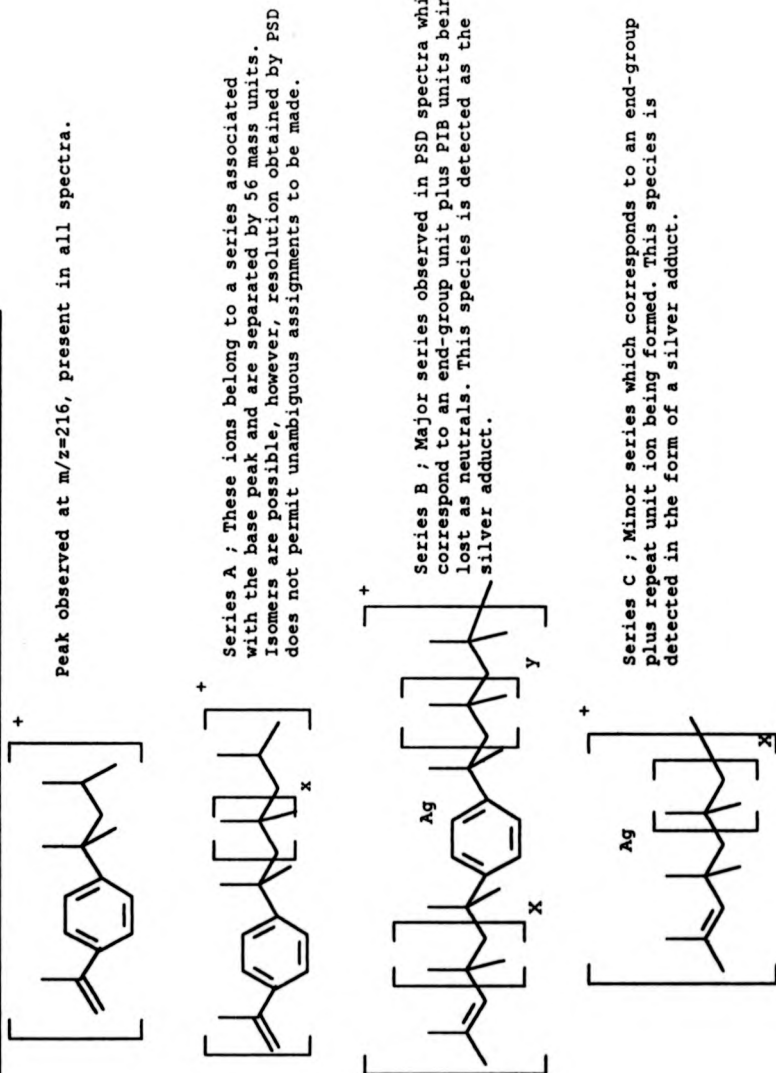 +
Peak observed at m/z=216, present in all spectra.
+
x
Series A ; These ions belong to a series associated
with the base peak and are separated by 56 mass units.
Isomers are possible, however, resolution obtained by PSD
does not permit unambiguous assignments to be made.
+
Ag
X
y
Series B ; Major series observed in PSD spectra
correspond to an end-group unit plus PIB units
lost as neutrals. This species is detected as the
silver adduct.
+
Ag
X
Series C ; Minor series which corresponds to an end-group
plus repeat unit ion being formed. This species is
detected in the form of a silver adduct.